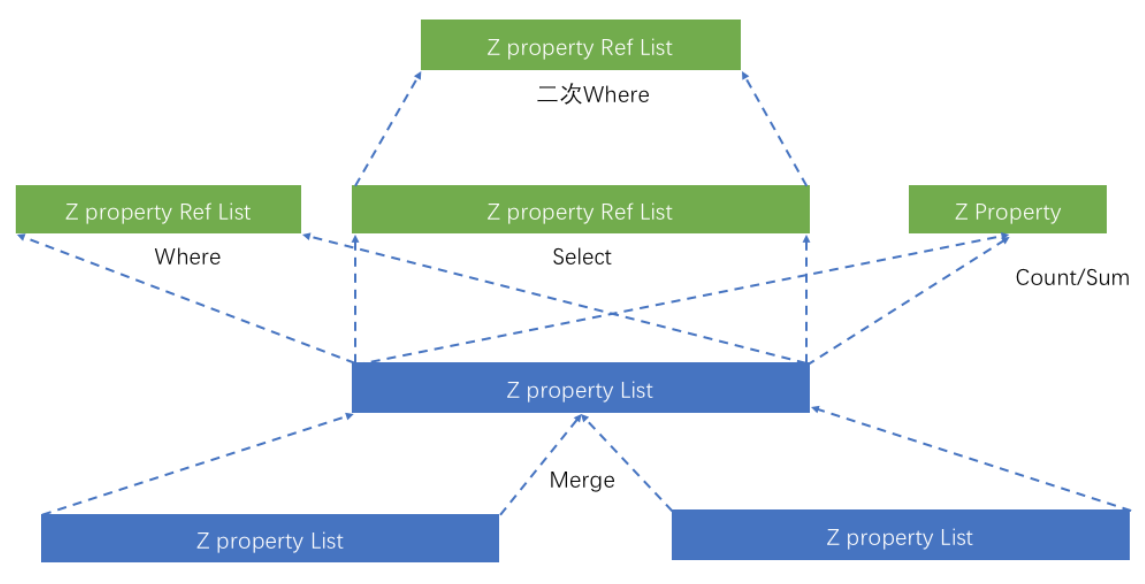 Z property Ref List
二次Where
Z property Ref List
Z property Ref List
Z Property
Where
Select
Count/Sum
Z property List
Merge
Z property List
Z property List